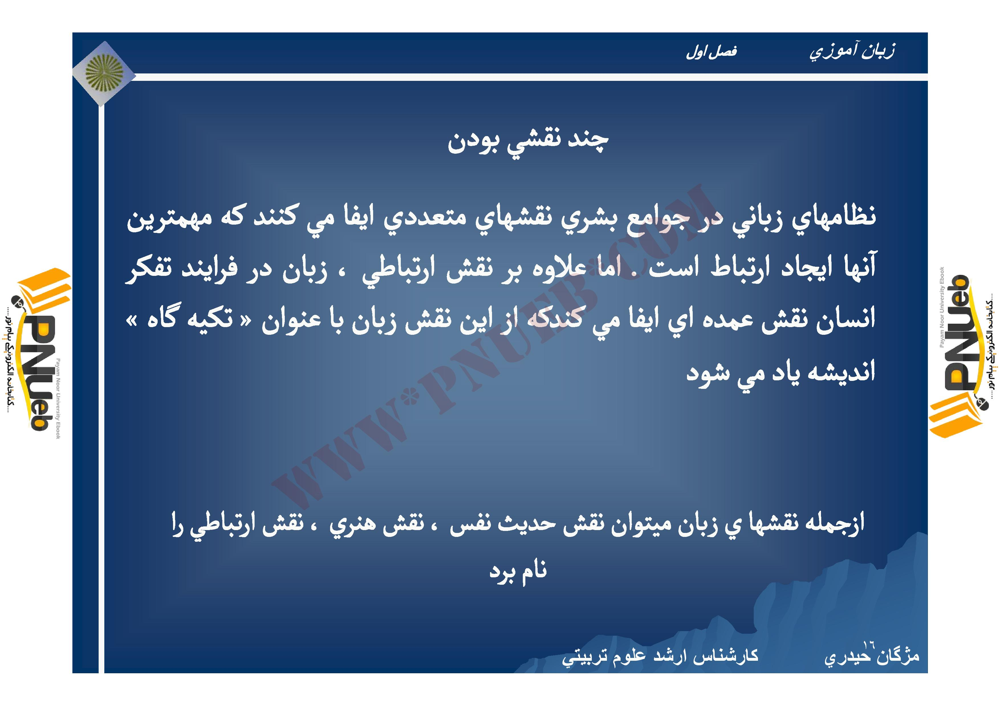 زبان آموزي فصل اول
چند نقشي بودن
نظامهاي زباني در جوامع بشري نقشهاي متعددي ايفا مي كنند كه مهمترين
آنها ايجاد ارتباط است . اما علاوه بر نقش ارتباطي ، زبان در فرايند تفكر
انسان نقش عمده اي ايفا مي كندكه از اين نقش زبان با عنوان « تكيه گاه »
انديشه ياد مي شود
ازجمله نقشها ي زبان ميتوان نقش حديث نفس ، نقش هنري ، نقش ارتباطي را
نام برد
١٦
مژگان حيدري كارشناس ارشد علوم تربيتي
WWW*PNUEB*COM
PNUeb
Payam Noor University Ebook
....کتابخانه الکترونیکی پیام نور....
PNUeb
Payam Noor University Ebook
....کتابخانه الکترونیکی پیام نور....